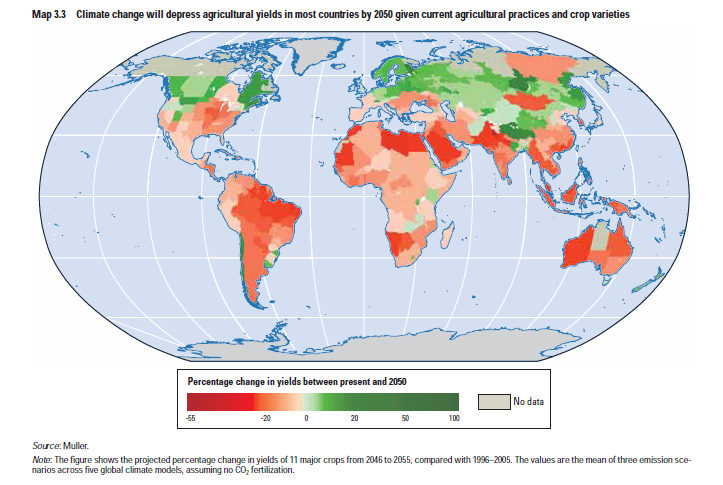 Map 3.3 Climate change will depress agricultural yields in most countries by 2050 given current agricultural practices and crop varieties
Percentage change in yields between present and 2050
-55 -20 0 20 50 100
No data
Source: Muller.
Note: The figure shows the projected percentage change in yields of 11 major crops from 2046 to 2055, compared with 1996–2005. The values are the mean of three emission sce-
narios across five global climate models, assuming no CO₂ fertilization.